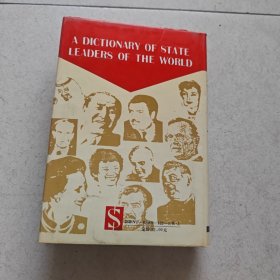 A DICTIONARY OF STATE
LEADERS OF THE WORLD
S